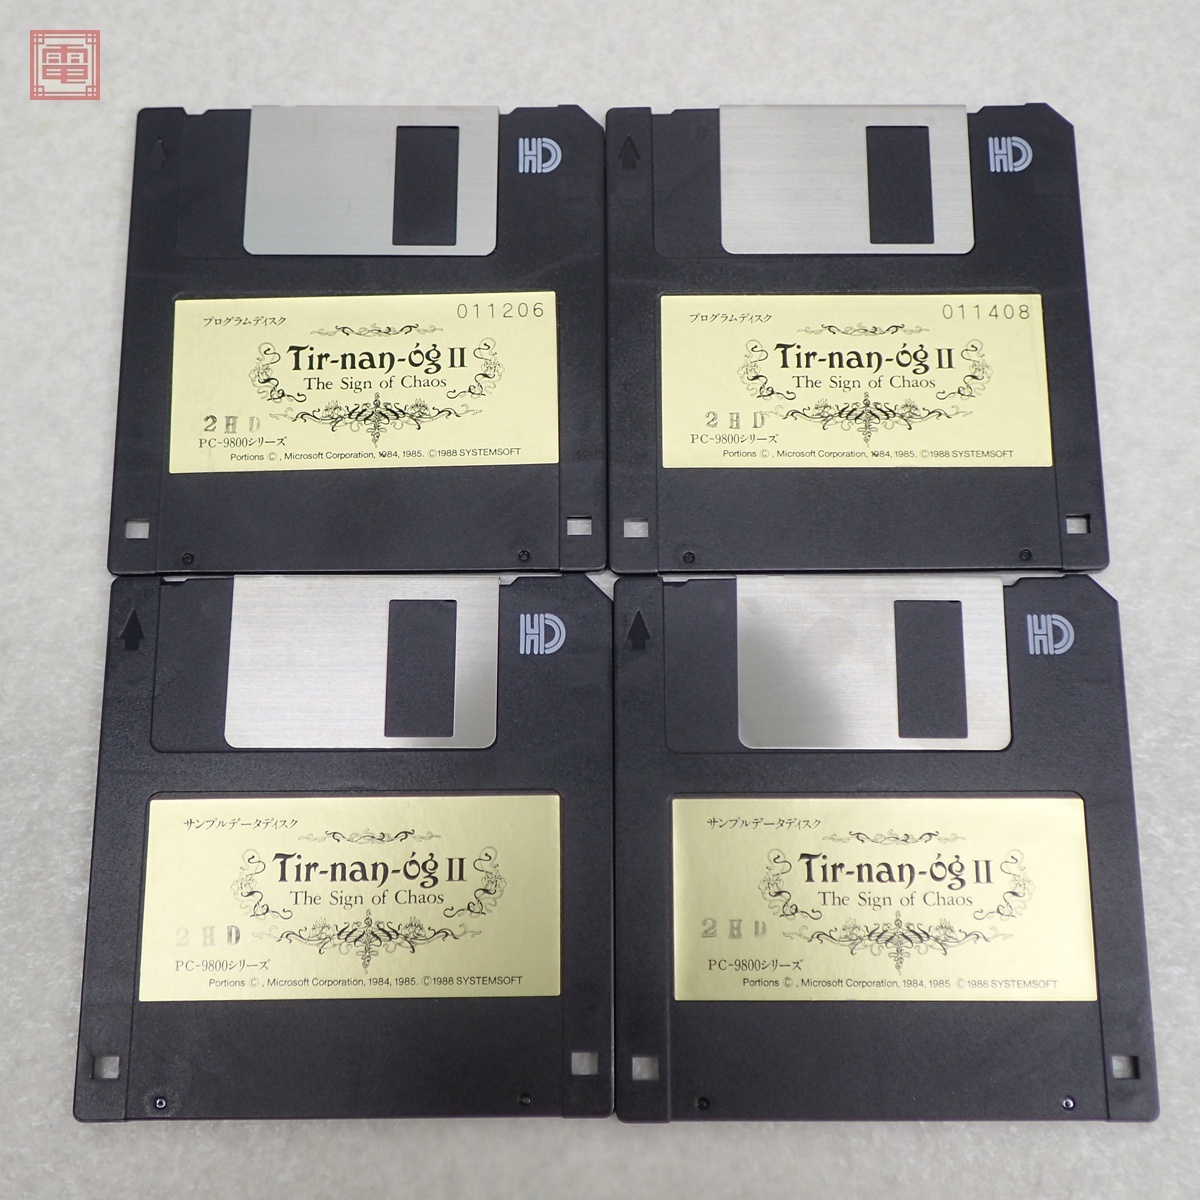 電
HD
プログラムディスク
011206
Tir-nan-óg II
The Sign of Chaos
2HD
PC-9800シリーズ
Portions ©, Microsoft Corporation, 1984, 1985. ©1988 SYSTEMSOFT
HD
プログラムディスク
011408
Tir-nan-óg II
The Sign of Chaos
2HD
PC-9800シリーズ
Portions ©, Microsoft Corporation, 1984, 1985. ©1988 SYSTEMSOFT
HD
サンプルデータディスク
Tir-nan-óg II
The Sign of Chaos
2HD
PC-9800シリーズ
Portions ©, Microsoft Corporation, 1984, 1985. ©1988 SYSTEMSOFT
HD
サンプルデータディスク
Tir-nan-óg II
The Sign of Chaos
2HD
PC-9800シリーズ
Portions ©, Microsoft Corporation, 1984, 1985. ©1988 SYSTEMSOFT